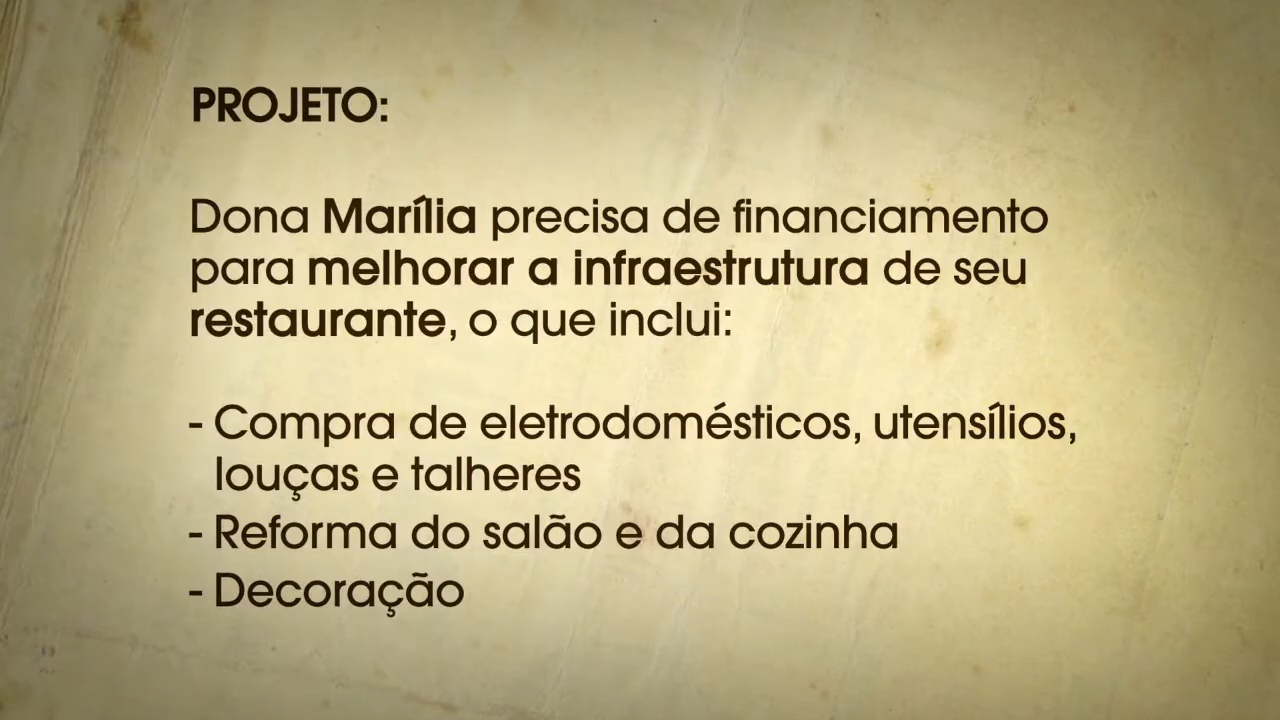 PROJETO:
Dona Marília precisa de financiamento
para melhorar a infraestrutura de seu
restaurante, o que inclui:
- Compra de eletrodomésticos, utensílios,
louças e talheres
- Reforma do salão e da cozinha
- Decoração